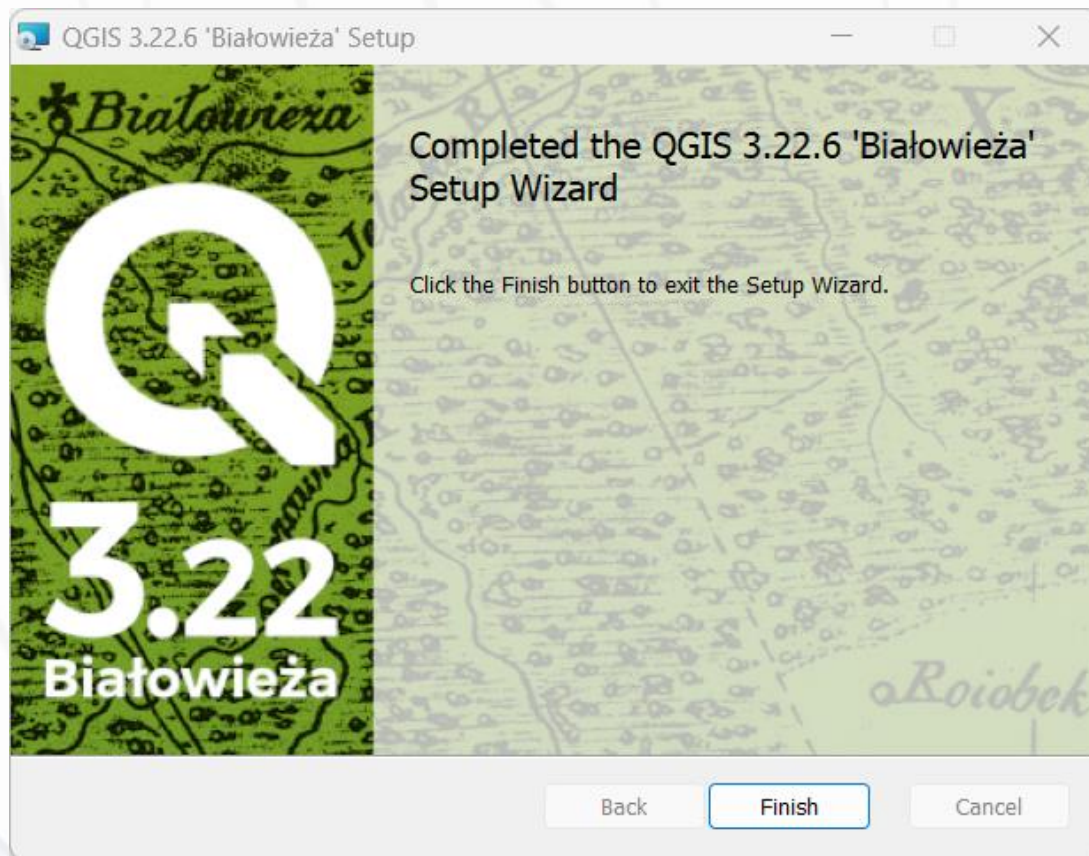 QGIS 3.22.6 'Białowieża' Setup
Białowieża
Completed the QGIS 3.22.6 'Białowieża'
Setup Wizard
Click the Finish button to exit the Setup Wizard.
3.22
Białowieża
Roiobek
Back
Finish
Cancel